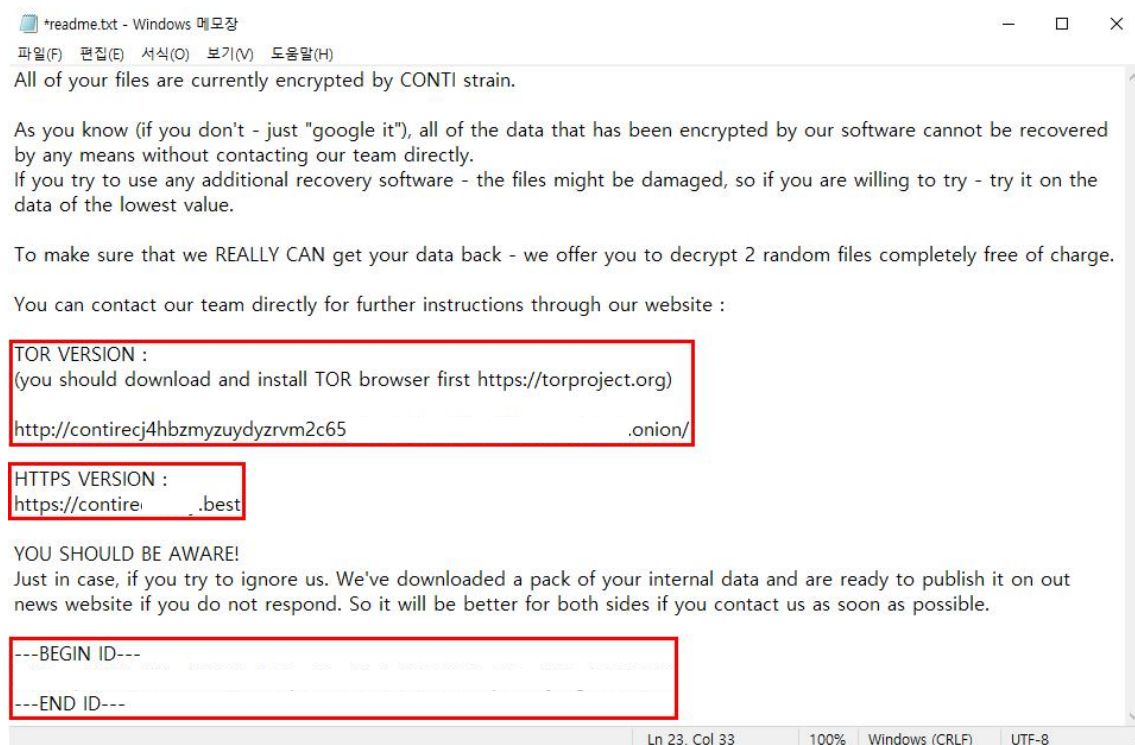 *readme.txt - Windows 메모장
파일(F) 편집(E) 서식(O) 보기(V) 도움말(H)
All of your files are currently encrypted by CONTI strain.
As you know (if you don't - just "google it"), all of the data that has been encrypted by our software cannot be recovered
by any means without contacting our team directly.
If you try to use any additional recovery software - the files might be damaged, so if you are willing to try - try it on the
data of the lowest value.
To make sure that we REALLY CAN get your data back - we offer you to decrypt 2 random files completely free of charge.
You can contact our team directly for further instructions through our website :
TOR VERSION :
(you should download and install TOR browser first https://torproject.org)
http://contirecj4hbzmyzuydyzrvm2c65 .onion/
HTTPS VERSION :
https://contire .best
YOU SHOULD BE AWARE!
Just in case, if you try to ignore us. We've downloaded a pack of your internal data and are ready to publish it on out
news website if you do not respond. So it will be better for both sides if you contact us as soon as possible.
---BEGIN ID---
---END ID---
Ln 23, Col 33 100% Windows (CRLF) UTF-8